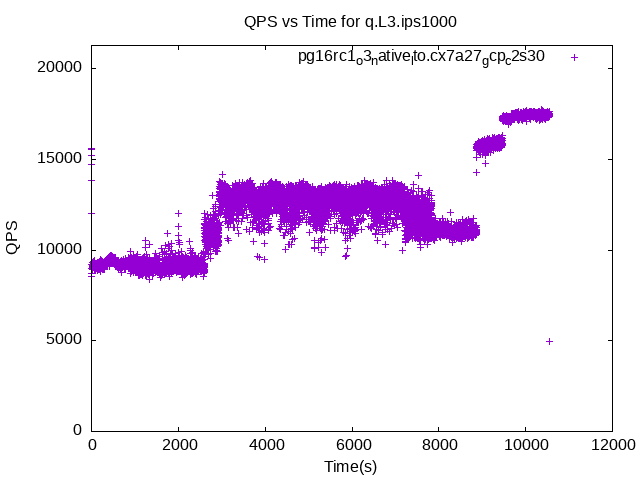 QPS vs Time for q.L3.ips1000
pg16rc1_o3_native_lto.cx7a27_gcp_c2s30
20000
15000
10000
5000
0
QPS
0 2000 4000 6000 8000 10000 12000
Time(s)